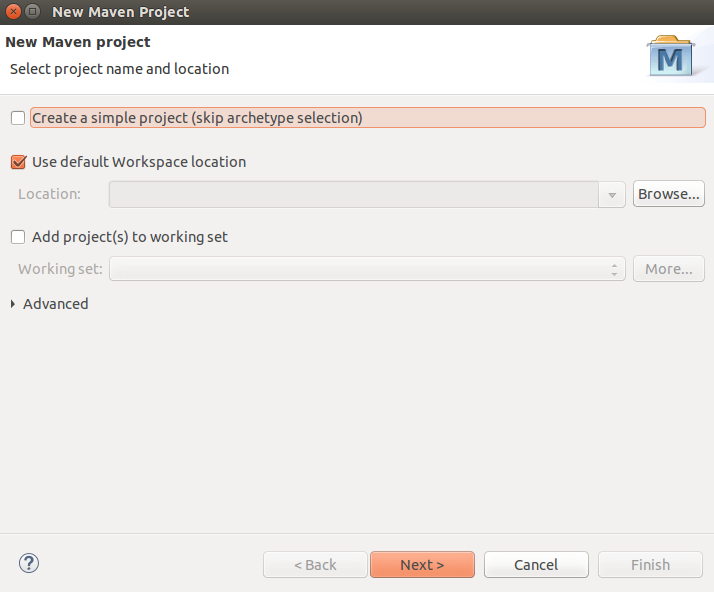 New Maven Project
New Maven project
Select project name and location
M
Create a simple project (skip archetype selection)
Use default Workspace location
Location:
Browse...
Add project(s) to working set
Working set:
More...
Advanced
?
< Back
Next >
Cancel
Finish